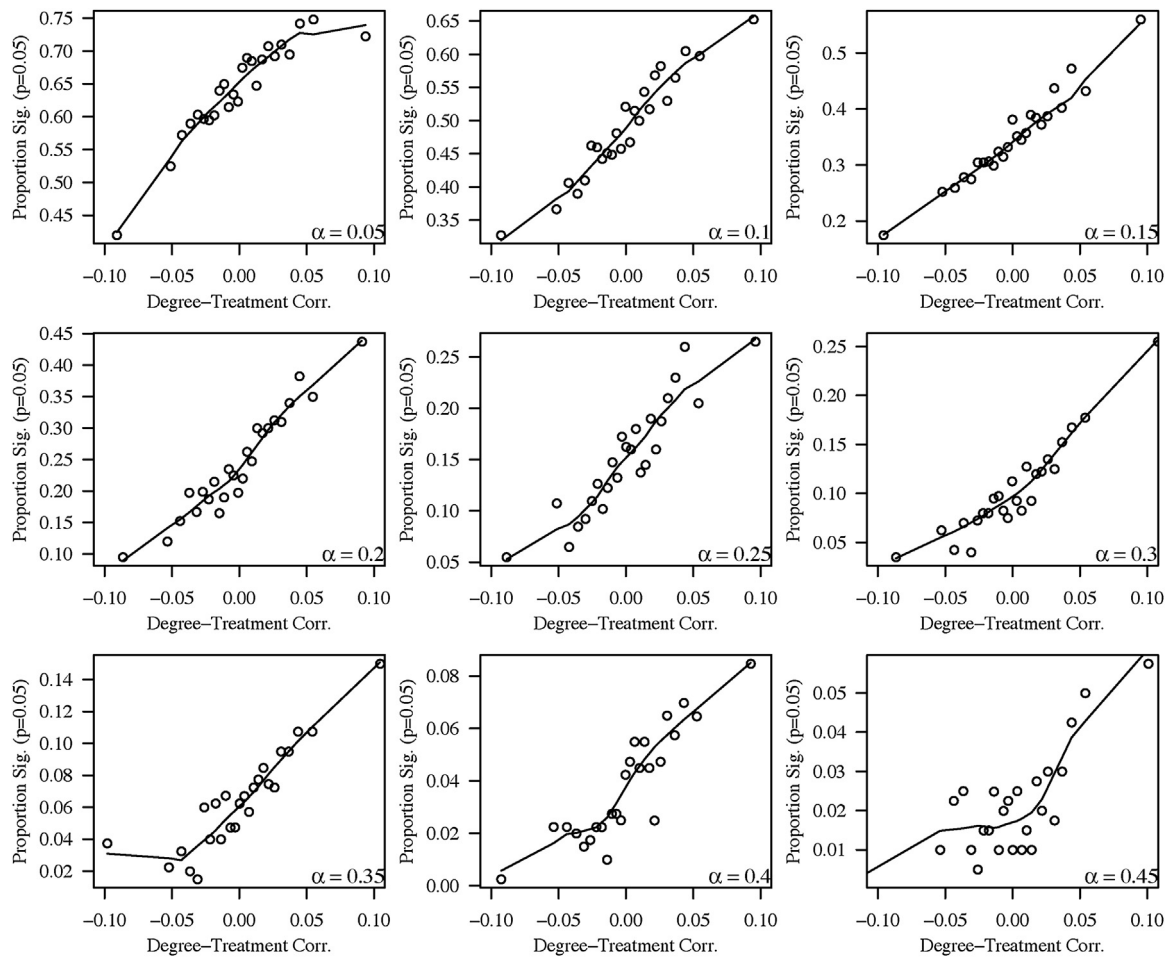 Proportion Sig. (p=0.05)
0.75
0.70
0.65
0.60
0.55
0.50
0.45
α = 0.05
−0.10 −0.05 0.00 0.05 0.10
Degree−Treatment Corr.
Proportion Sig. (p=0.05)
0.65
0.60
0.55
0.50
0.45
0.40
0.35
α = 0.1
−0.10 −0.05 0.00 0.05 0.10
Degree−Treatment Corr.
Proportion Sig. (p=0.05)
0.5
0.4
0.3
0.2
α = 0.15
−0.10 −0.05 0.00 0.05 0.10
Degree−Treatment Corr.
Proportion Sig. (p=0.05)
0.45
0.40
0.35
0.30
0.25
0.20
0.15
0.10
α = 0.2
−0.10 −0.05 0.00 0.05 0.10
Degree−Treatment Corr.
Proportion Sig. (p=0.05)
0.25
0.20
0.15
0.10
0.05
α = 0.25
−0.10 −0.05 0.00 0.05 0.10
Degree−Treatment Corr.
Proportion Sig. (p=0.05)
0.25
0.20
0.15
0.10
0.05
α = 0.3
−0.10 −0.05 0.00 0.05 0.10
Degree−Treatment Corr.
Proportion Sig. (p=0.05)
0.14
0.12
0.10
0.08
0.06
0.04
0.02
α = 0.35
−0.10 −0.05 0.00 0.05 0.10
Degree−Treatment Corr.
Proportion Sig. (p=0.05)
0.08
0.06
0.04
0.02
0.00
α = 0.4
−0.10 −0.05 0.00 0.05 0.10
Degree−Treatment Corr.
Proportion Sig. (p=0.05)
0.05
0.04
0.03
0.02
0.01
α = 0.45
−0.10 −0.05 0.00 0.05 0.10
Degree−Treatment Corr.